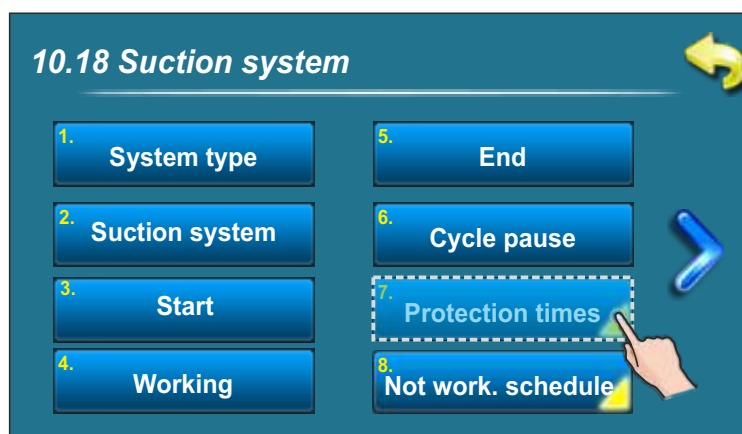 10.18 Suction system
1.
System type
2.
Suction system
3.
Start
4.
Working
5.
End
6.
Cycle pause
7.
Protection times
8.
Not work. schedule